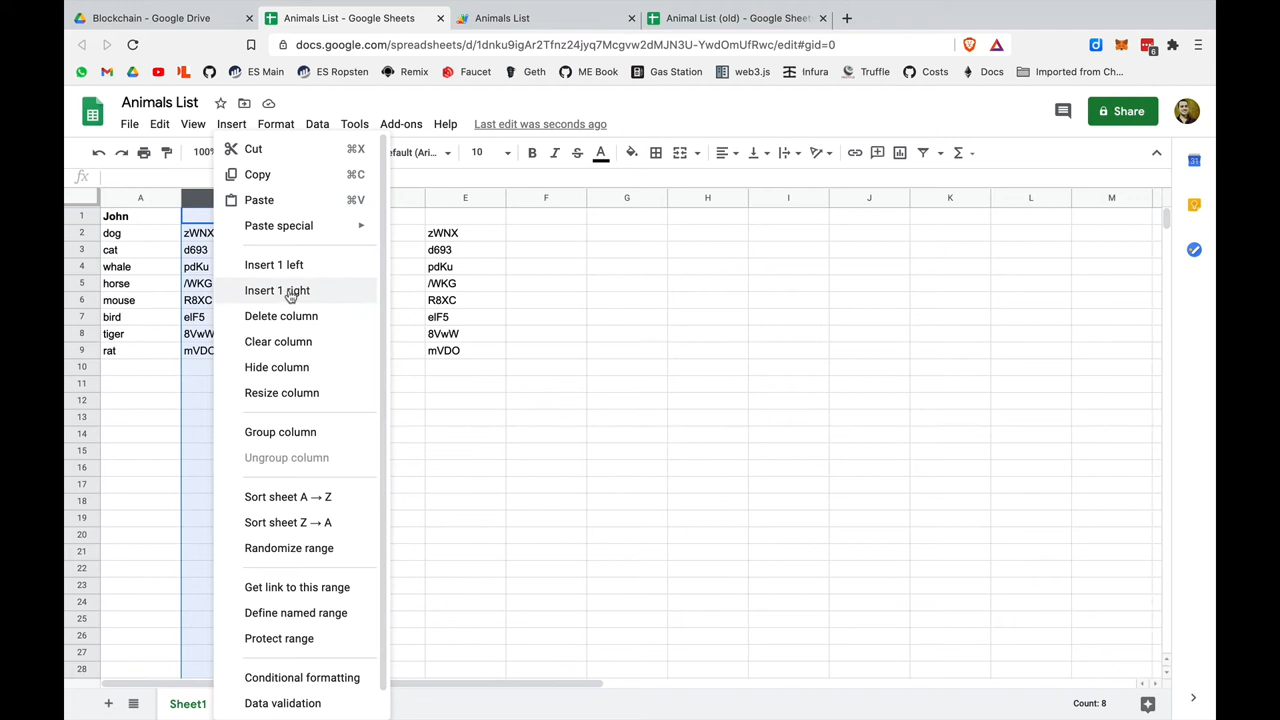 Blockchain - Google Drive
Animals List - Google Sheets
Animals List
Animal List (old) - Google Sheet
docs.google.com/spreadsheets/d/1dnku9igAr2Tfnz24jyq7Mcgvw2dMJN3U-YwdOmUfRwc/edit#gid=0
6
ES Main
ES Ropsten
Remix
Faucet
Geth
ME Book
Gas Station
web3.js
Infura
Truffle
Costs
Docs
Imported from Ch...
Animals List
File Edit View Insert Format Data Tools Add-ons Help Last edit was seconds ago
Share
100%
efault (Ari...
10
B I S A
fx
A E F G H I J K L M
1 John
2 dog zWNX zWNX
3 cat d693 d693
4 whale pdKu pdKu
5 horse /WKG /WKG
6 mouse R8XC R8XC
7 bird elF5 elF5
8 tiger 8VwW 8VwW
9 rat mVDO mVDO
10
11
12
13
14
15
16
17
18
19
20
21
22
23
24
25
26
27
28
Cut ⌘X
Copy ⌘C
Paste ⌘V
Paste special
Insert 1 left
Insert 1 right
Delete column
Clear column
Hide column
Resize column
Group column
Ungroup column
Sort sheet A → Z
Sort sheet Z → A
Randomize range
Get link to this range
Define named range
Protect range
Conditional formatting
Data validation
Sheet1
Count: 8
31